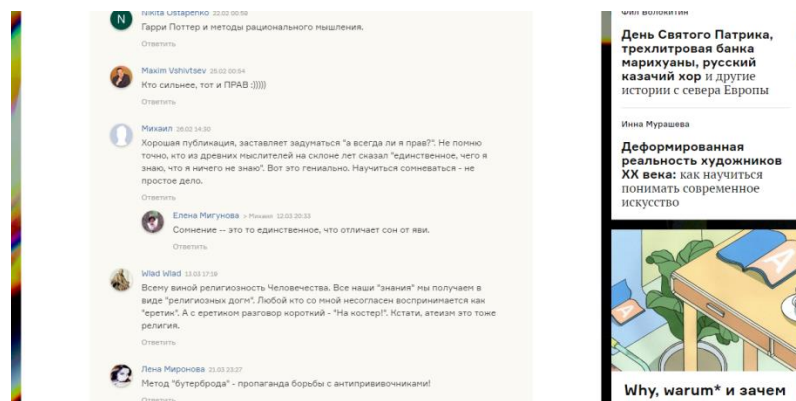 Nikita Ostapenko 22.02 00:59
Гарри Поттер и методы рационального мышления.
Ответить
Maxim Vshivtsev 25.02 00:54
Кто сильнее, тот и ПРАВ :)))))
Ответить
Михаил 26.02 14:30
Хорошая публикация, заставляет задуматься "а всегда ли я прав?". Не помню
точно, кто из древних мыслителей на склоне лет сказал "единственное, чего я
знаю, что я ничего не знаю". Вот это гениально. Научиться сомневаться - не
простое дело.
Ответить
Елена Мигунова > Михаил 12.03 20:33
Сомнение -- это то единственное, что отличает сон от яви.
Ответить
Wlad Wlad 13.03 17:16
Всему виной религиозность Человечества. Все наши "знания" мы получаем в
виде "религиозных догм". Любой кто со мной несогласен воспринимается как
"еретик". А с еретиком разговор короткий - "На костер!". Кстати, атеизм это тоже
религия.
Ответить
Лена Миронова 21.03 23:27
Метод "бутерброда" - пропаганда борьбы с антипрививочниками!
Ответить
Фил Волокитин
День Святого Патрика,
трехлитровая банка
марихуаны, русский
казачий хор и другие
истории с севера Европы
Инна Мурашева
Деформированная
реальность художников
XX века: как научиться
понимать современное
искусство
A
A
Why, warum* и зачем